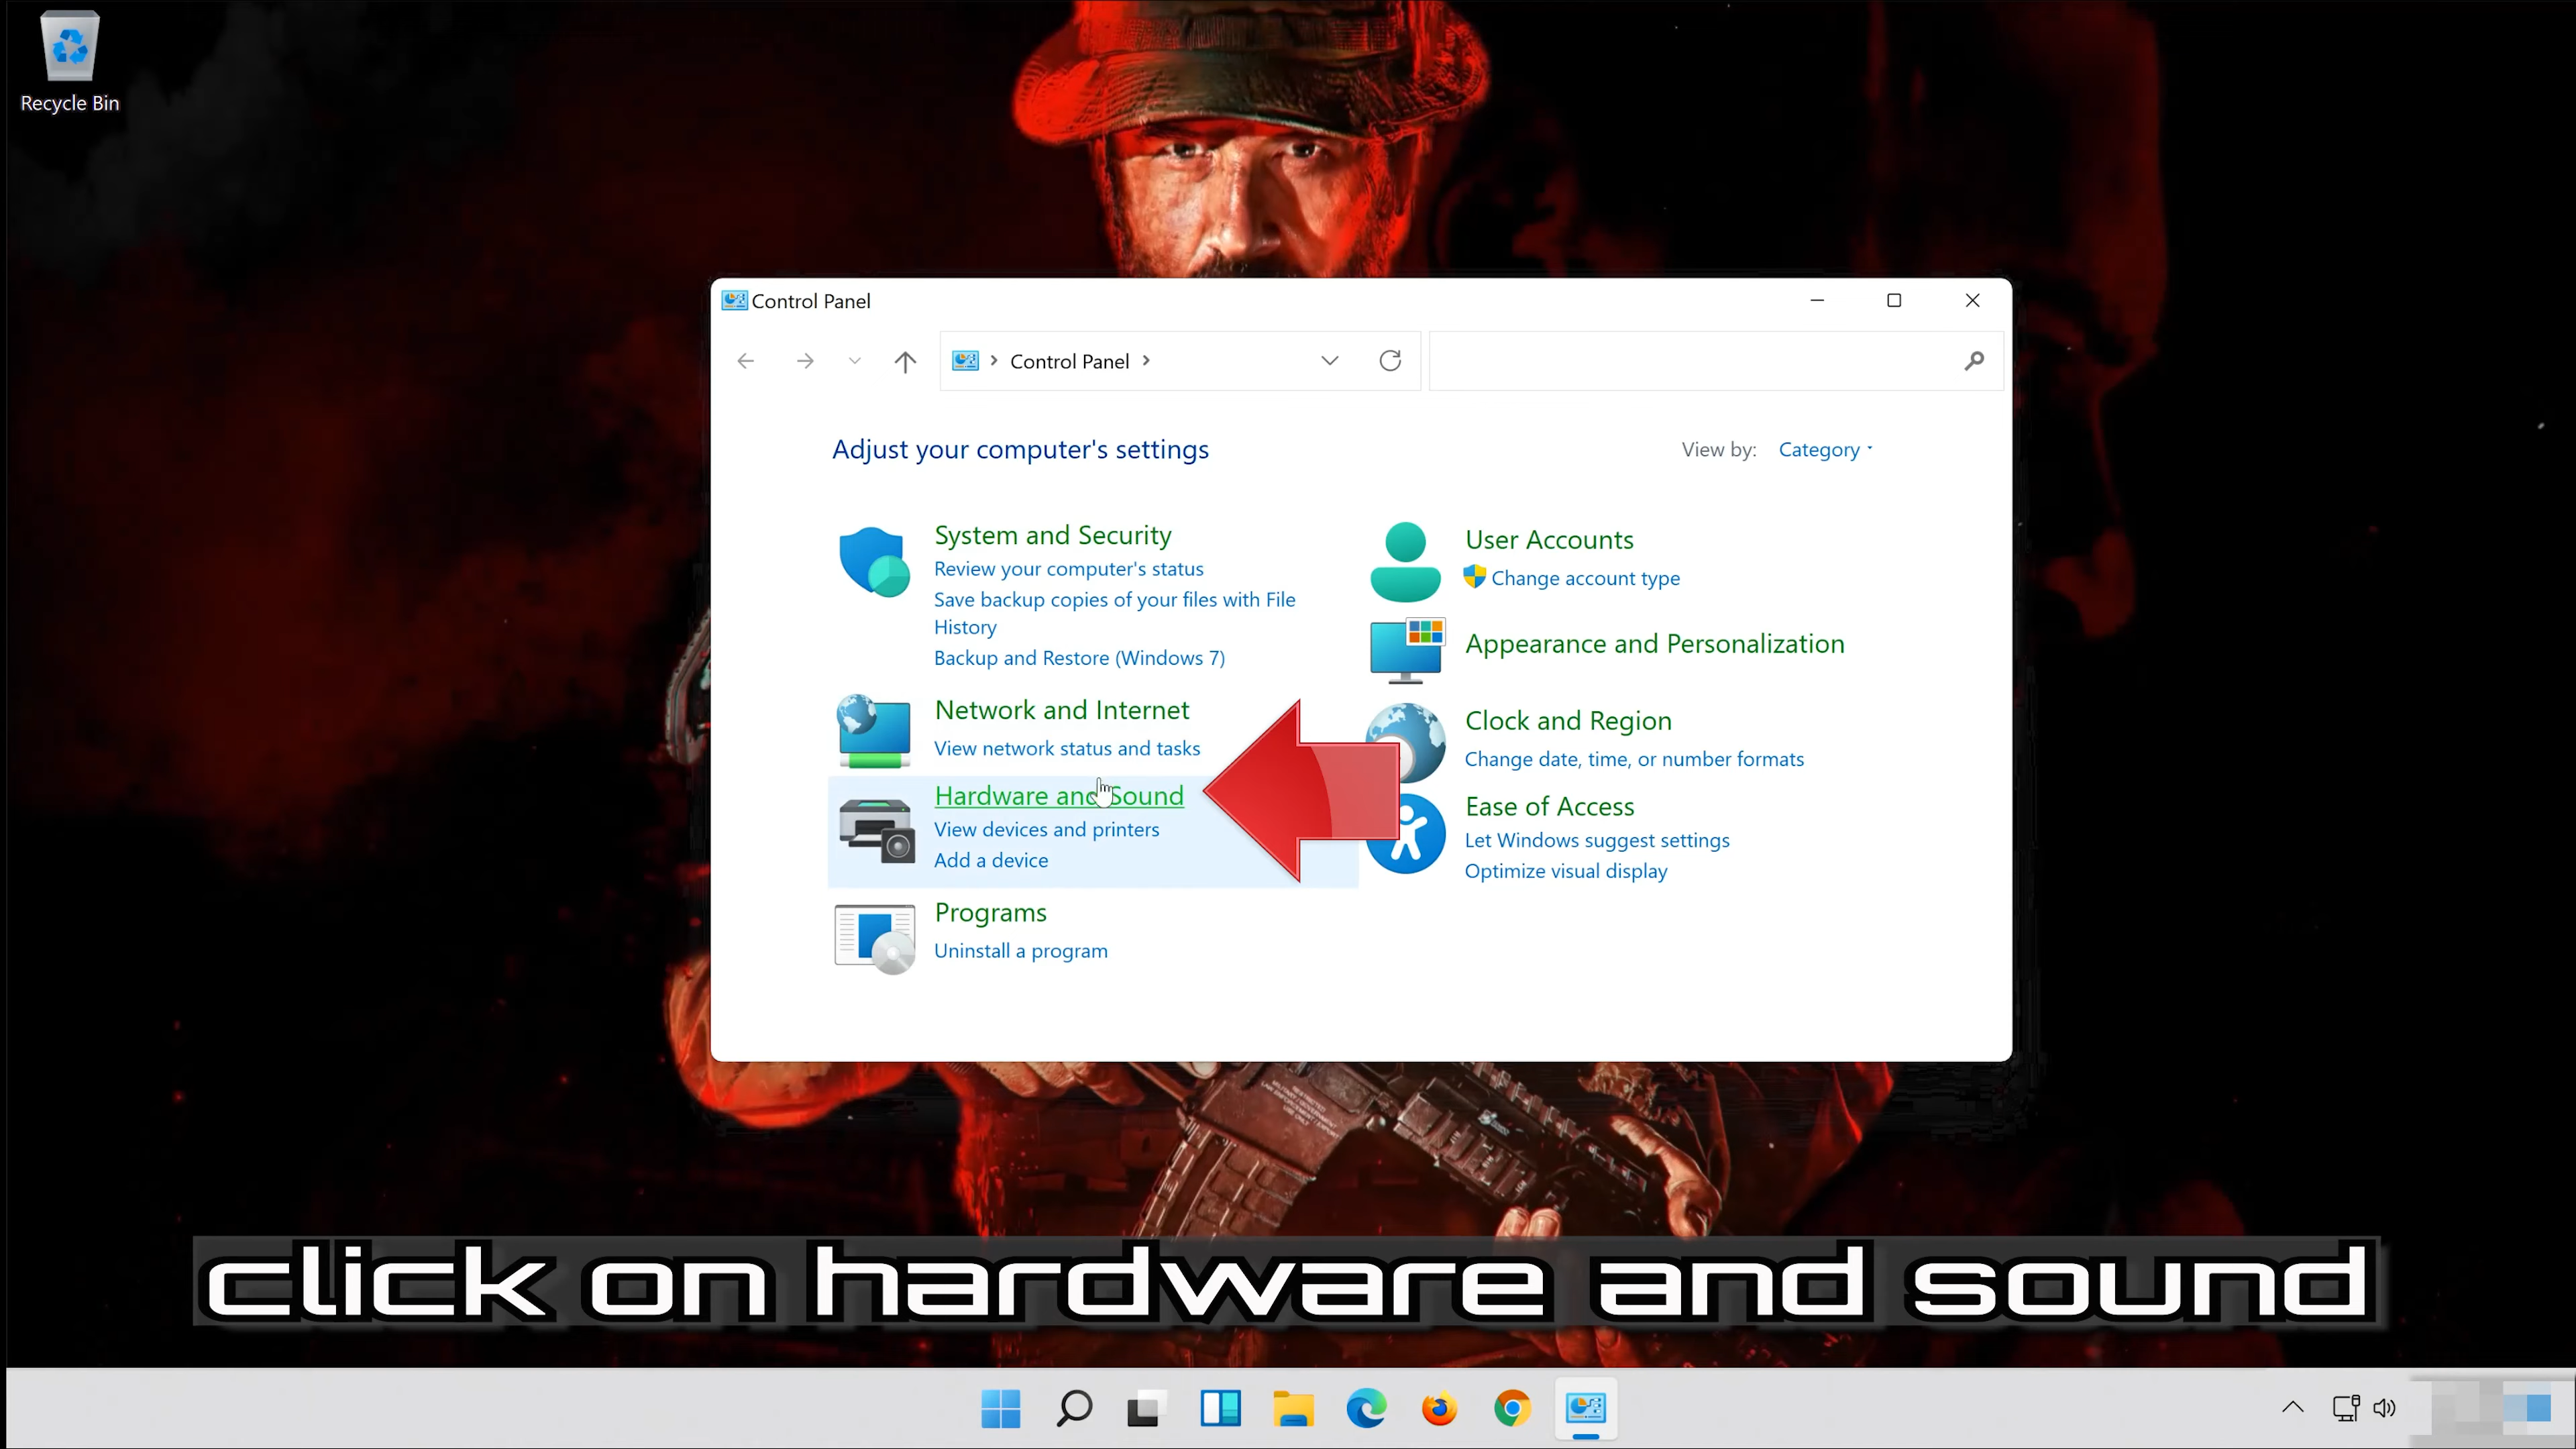 Recycle Bin
Control Panel
Control Panel
Adjust your computer's settings
View by: Category
System and Security
Review your computer's status
Save backup copies of your files with File
History
Backup and Restore (Windows 7)
Network and Internet
View network status and tasks
Hardware and Sound
View devices and printers
Add a device
Programs
Uninstall a program
User Accounts
Change account type
Appearance and Personalization
Clock and Region
Change date, time, or number formats
Ease of Access
Let Windows suggest settings
Optimize visual display
click on hardware and sound